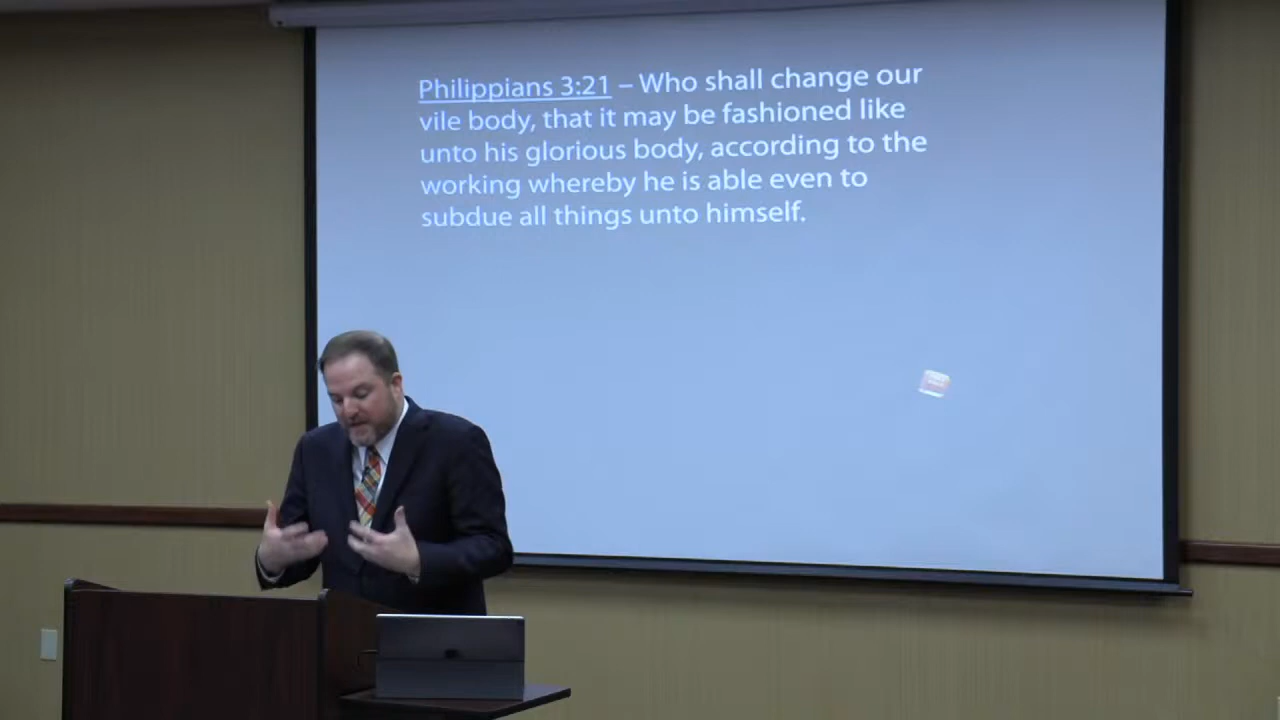 Philippians 3:21 – Who shall change our
vile body, that it may be fashioned like
unto his glorious body, according to the
working whereby he is able even to
subdue all things unto himself.